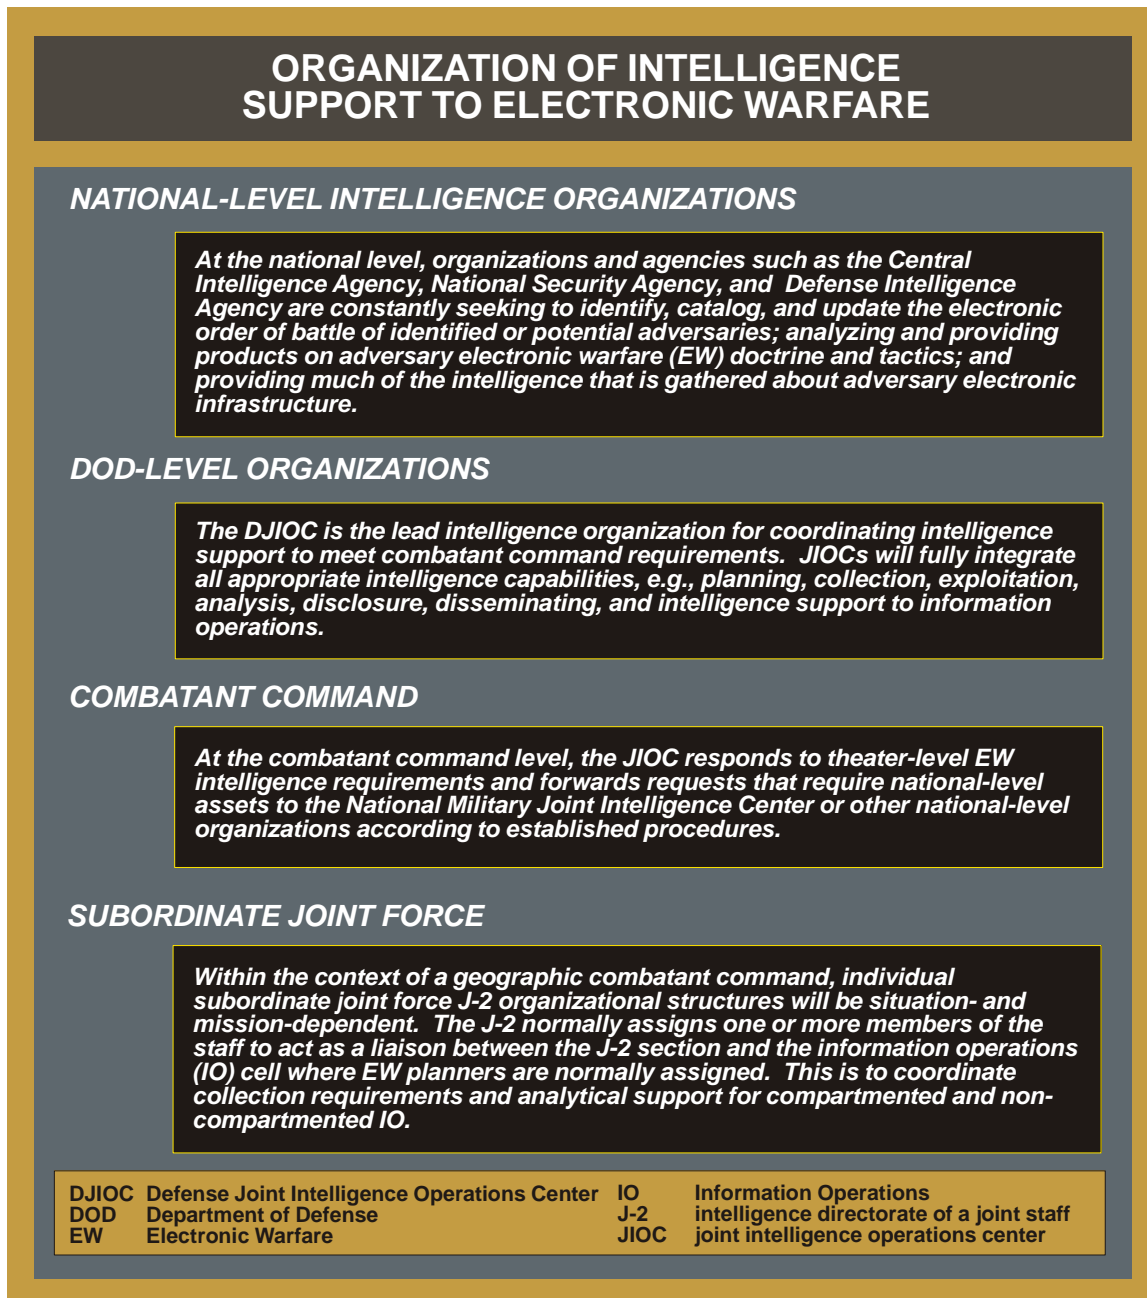 ORGANIZATION OF INTELLIGENCE
SUPPORT TO ELECTRONIC WARFARE
NATIONAL-LEVEL INTELLIGENCE ORGANIZATIONS
At the national level, organizations and agencies such as the Central
Intelligence Agency, National Security Agency, and Defense Intelligence
Agency are constantly seeking to identify, catalog, and update the electronic
order of battle of identified or potential adversaries; analyzing and providing
products on adversary electronic warfare (EW) doctrine and tactics; and
providing much of the intelligence that is gathered about adversary electronic
infrastructure.
DOD-LEVEL ORGANIZATIONS
The DJIOC is the lead intelligence organization for coordinating intelligence
support to meet combatant command requirements. JIOCs will fully integrate
all appropriate intelligence capabilities, e.g., planning, collection, exploitation,
analysis, disclosure, disseminating, and intelligence support to information
operations.
COMBATANT COMMAND
At the combatant command level, the JIOC responds to theater-level EW
intelligence requirements and forwards requests that require national-level
assets to the National Military Joint Intelligence Center or other national-level
organizations according to established procedures.
SUBORDINATE JOINT FORCE
Within the context of a geographic combatant command, individual
subordinate joint force J-2 organizational structures will be situation- and
mission-dependent. The J-2 normally assigns one or more members of the
staff to act as a liaison between the J-2 section and the information operations
(IO) cell where EW planners are normally assigned. This is to coordinate
collection requirements and analytical support for compartmented and non-
compartmented IO.
DJIOC Defense Joint Intelligence Operations Center
DOD Department of Defense
EW Electronic Warfare
IO Information Operations
J-2 intelligence directorate of a joint staff
JIOC joint intelligence operations center